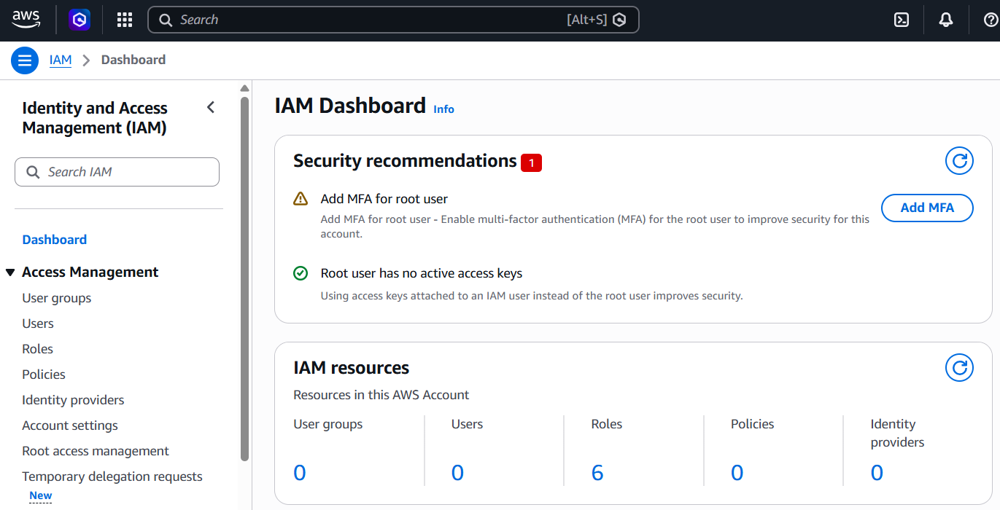 aws
Search [Alt+S]
IAM Dashboard
Identity and Access
Management (IAM)
Search IAM
Dashboard
Access Management
User groups
Users
Roles
Policies
Identity providers
Account settings
Root access management
Temporary delegation requests
New
IAM Dashboard Info
Security recommendations 1
Add MFA for root user
Add MFA for root user - Enable multi-factor authentication (MFA) for the root user to improve security for this
account.
Add MFA
Root user has no active access keys
Using access keys attached to an IAM user instead of the root user improves security.
IAM resources
Resources in this AWS Account
User groups
0
Users
0
Roles
6
Policies
0
Identity
providers
0